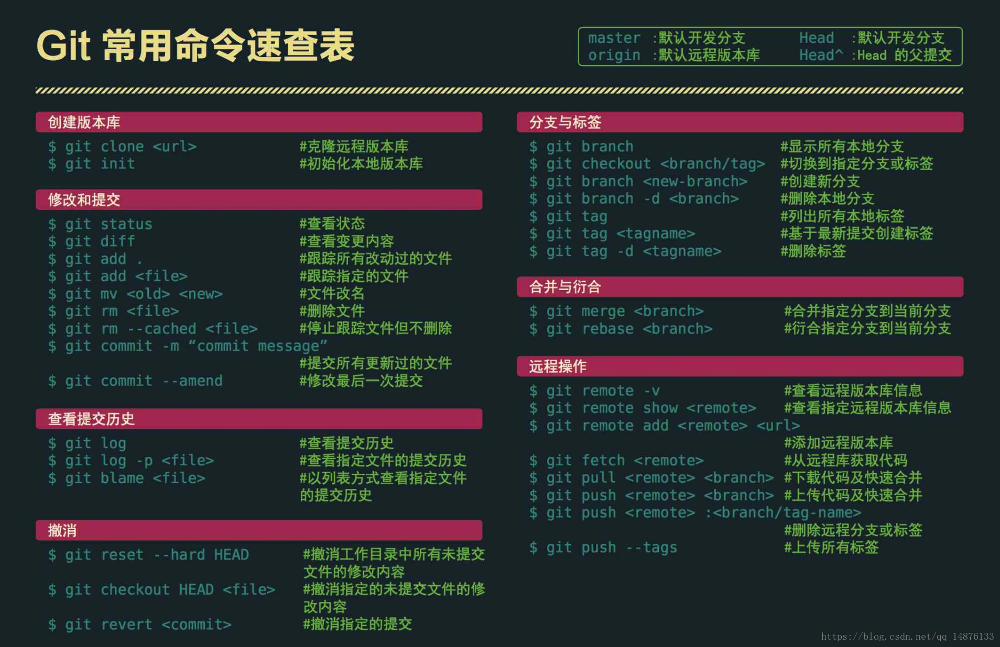 Git 常用命令速查表
master :默认开发分支 Head :默认开发分支
origin :默认远程版本库 Head^ :Head 的父提交
创建版本库
$ git clone <url> #克隆远程版本库
$ git init #初始化本地版本库
修改和提交
$ git status #查看状态
$ git diff #查看变更内容
$ git add . #跟踪所有改动过的文件
$ git add <file> #跟踪指定的文件
$ git mv <old> <new> #文件改名
$ git rm <file> #删除文件
$ git rm --cached <file> #停止跟踪文件但不删除
$ git commit -m “commit message”
#提交所有更新过的文件
$ git commit --amend #修改最后一次提交
查看提交历史
$ git log #查看提交历史
$ git log -p <file> #查看指定文件的提交历史
$ git blame <file> #以列表方式查看指定文件
的提交历史
撤消
$ git reset --hard HEAD #撤消工作目录中所有未提交
文件的修改内容
$ git checkout HEAD <file> #撤消指定的未提交文件的修
改内容
$ git revert <commit> #撤消指定的提交
分支与标签
$ git branch #显示所有本地分支
$ git checkout <branch/tag> #切换到指定分支或标签
$ git branch <new-branch> #创建新分支
$ git branch -d <branch> #删除本地分支
$ git tag #列出所有本地标签
$ git tag <tagname> #基于最新提交创建标签
$ git tag -d <tagname> #删除标签
合并与衍合
$ git merge <branch> #合并指定分支到当前分支
$ git rebase <branch> #衍合指定分支到当前分支
远程操作
$ git remote -v #查看远程版本库信息
$ git remote show <remote> #查看指定远程版本库信息
$ git remote add <remote> <url>
#添加远程版本库
$ git fetch <remote> #从远程库获取代码
$ git pull <remote> <branch> #下载代码及快速合并
$ git push <remote> <branch> #上传代码及快速合并
$ git push <remote> :<branch/tag-name>
#删除远程分支或标签
$ git push --tags #上传所有标签
https://blog.csdn.net/qq_14876133